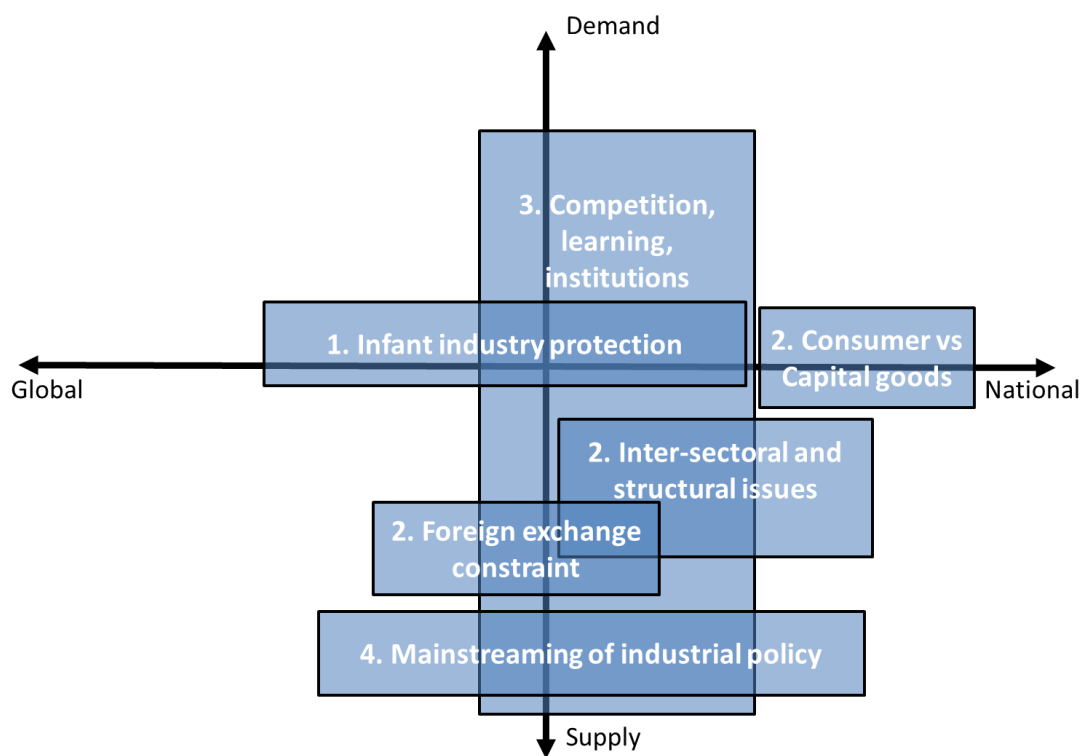 Demand
3. Competition,
learning,
institutions
1. Infant industry protection
2. Consumer vs
Capital goods
Global
National
2. Inter-sectoral and
structural issues
2. Foreign exchange
constraint
4. Mainstreaming of industrial policy
Supply